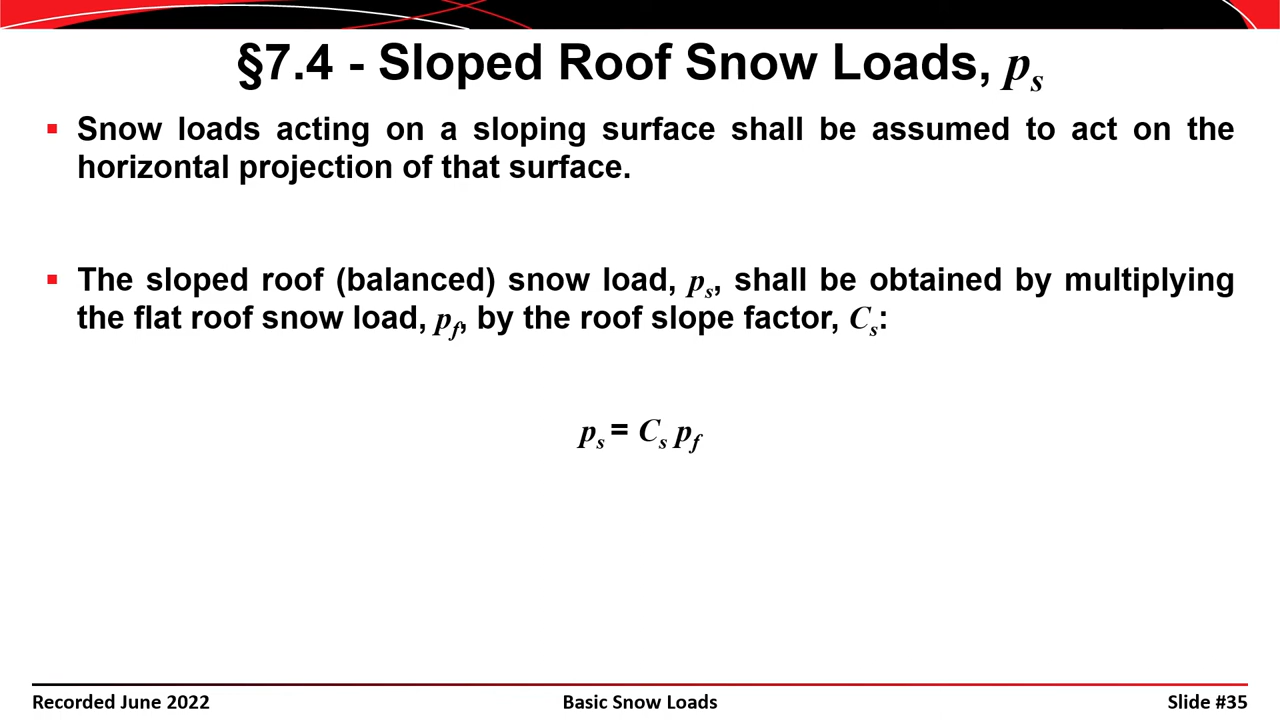 §7.4 - Sloped Roof Snow Loads, ps
▪ Snow loads acting on a sloping surface shall be assumed to act on the
horizontal projection of that surface.
▪ The sloped roof (balanced) snow load, ps, shall be obtained by multiplying
the flat roof snow load, pf, by the roof slope factor, Cs:
ps = Cs pf
Recorded June 2022 Basic Snow Loads Slide #35